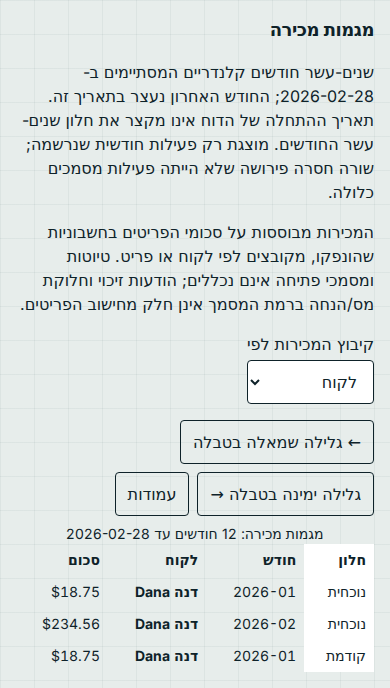 מגמות מכירה
שנים-עשר חודשים קלנדריים המסתיימים ב-
2026-02-28; החודש האחרון נעצר בתאריך זה.
תאריך ההתחלה של הדוח אינו מקצר את חלון שנים-
עשר החודשים. מוצגת רק פעילות חודשית שנרשמה;
שורה חסרה פירושה שלא הייתה פעילות מסמכים
כלולה.
המכירות מבוססות על סכומי הפריטים בחשבוניות
שהונפקו, מקובצים לפי לקוח או פריט. טיוטות
ומסמכי פתיחה אינם נכללים; הודעות זיכוי וחלוקת
מס/הנחה ברמת המסמך אינן חלק מחישוב הפריטים.
קיבוץ המכירות לפי
לקוח
← גלילה שמאלה בטבלה
גלילה ימינה בטבלה →
עמודות
מגמות מכירה: 12 חודשים עד 2026-02-28
חלון חודש לקוח סכום
נוכחית 2026-01 דנה Dana $18.75
נוכחית 2026-02 דנה Dana $234.56
קודמת 2026-01 דנה Dana $18.75